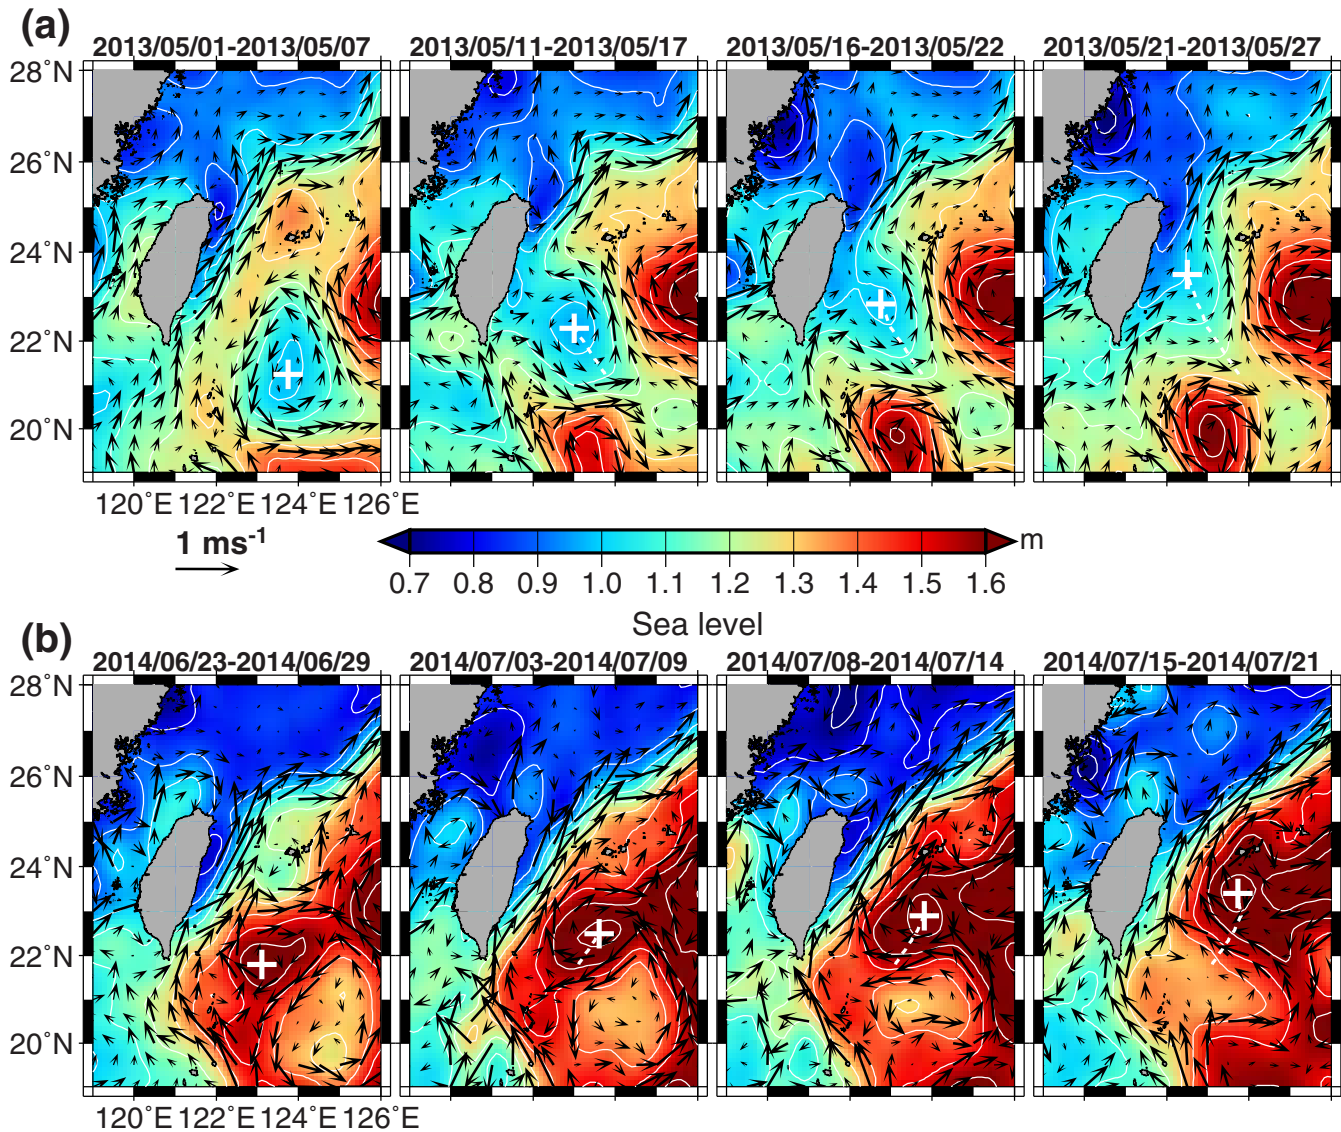 (a)
2013/05/01-2013/05/07 2013/05/11-2013/05/17 2013/05/16-2013/05/22 2013/05/21-2013/05/27
28°N
26°N
24°N
22°N
20°N
120°E 122°E 124°E 126°E
1 ms-1
m
0.7 0.8 0.9 1.0 1.1 1.2 1.3 1.4 1.5 1.6
Sea level
(b)
2014/06/23-2014/06/29 2014/07/03-2014/07/09 2014/07/08-2014/07/14 2014/07/15-2014/07/21
28°N
26°N
24°N
22°N
20°N
120°E 122°E 124°E 126°E